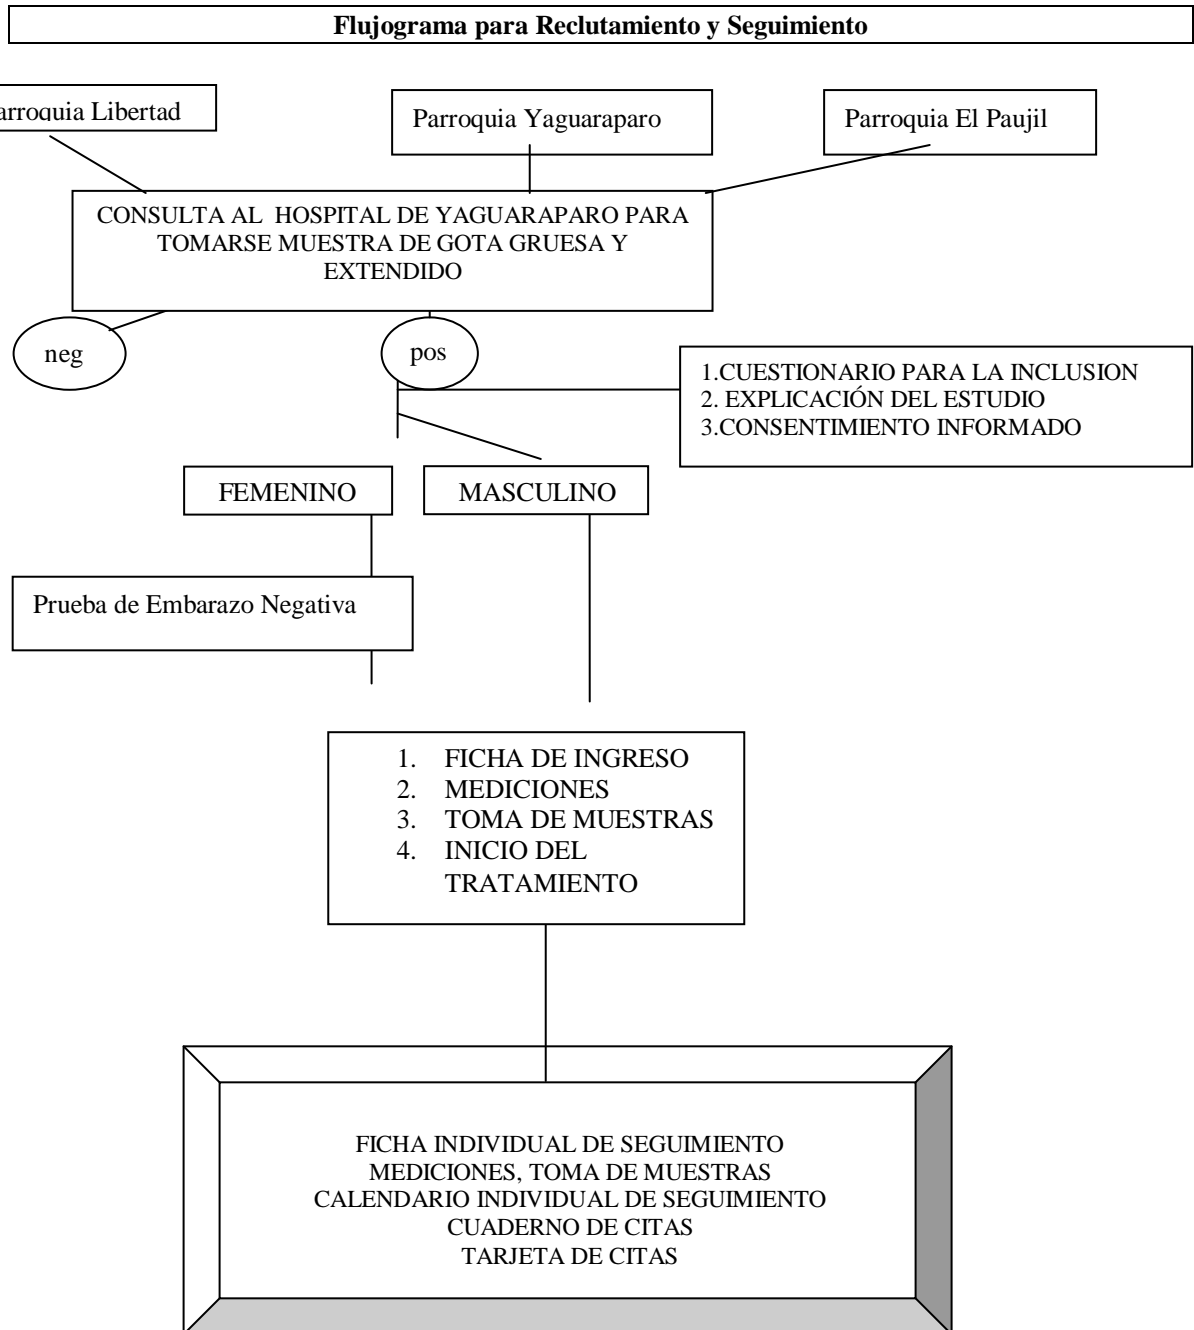 Flujograma para Reclutamiento y Seguimiento
arroquia Libertad
Parroquia Yaguaraparo
Parroquia El Paujil
CONSULTA AL HOSPITAL DE YAGUARAPARO PARA
TOMARSE MUESTRA DE GOTA GRUESA Y
EXTENDIDO
neg
pos
1.CUESTIONARIO PARA LA INCLUSION
2. EXPLICACIÓN DEL ESTUDIO
3.CONSENTIMIENTO INFORMADO
FEMENINO
MASCULINO
Prueba de Embarazo Negativa
1. FICHA DE INGRESO
2. MEDICIONES
3. TOMA DE MUESTRAS
4. INICIO DEL
TRATAMIENTO
FICHA INDIVIDUAL DE SEGUIMIENTO
MEDICIONES, TOMA DE MUESTRAS
CALENDARIO INDIVIDUAL DE SEGUIMIENTO
CUADERNO DE CITAS
TARJETA DE CITAS